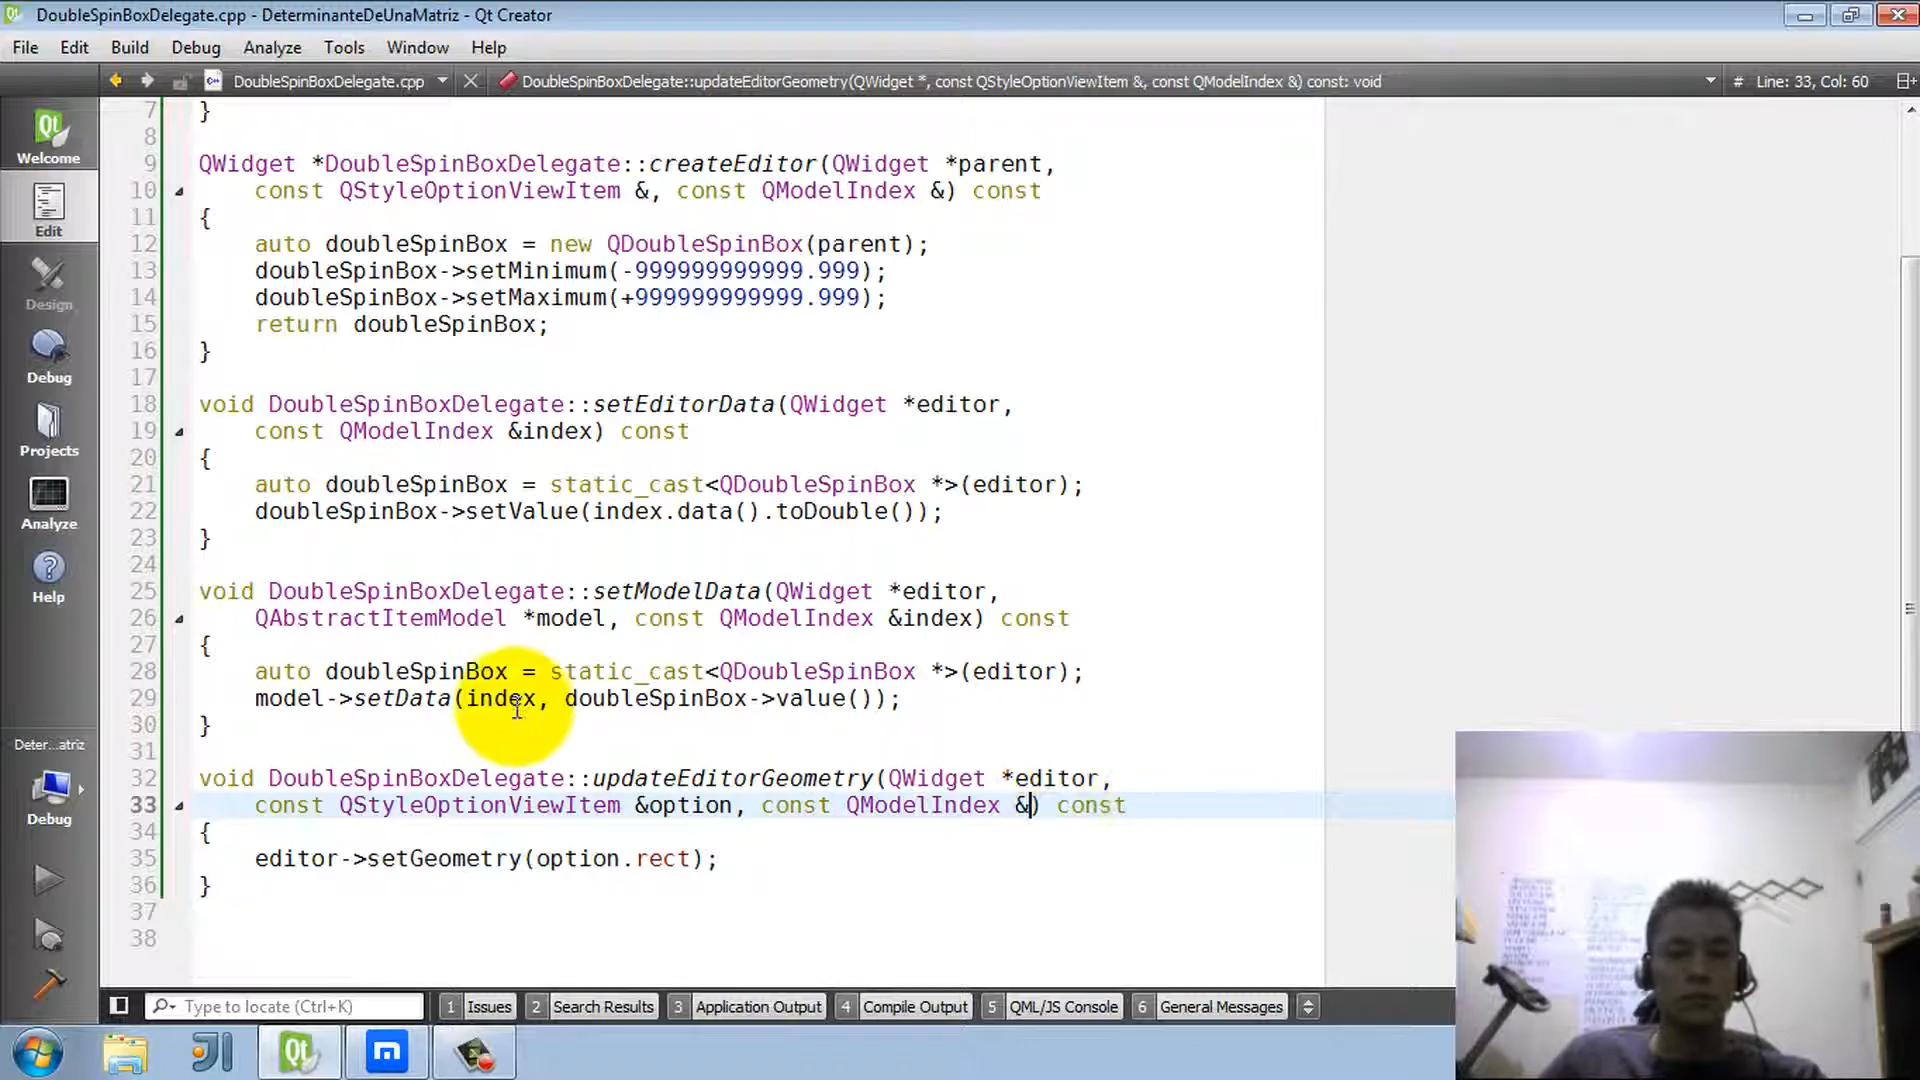 DoubleSpinBoxDelegate.cpp - DeterminanteDeUnaMatriz - Qt Creator
File Edit Build Debug Analyze Tools Window Help
DoubleSpinBoxDelegate.cpp DoubleSpinBoxDelegate::updateEditorGeometry(QWidget *, const QStyleOptionViewItem &, const QModelIndex &) const: void # Line: 33, Col: 60
Qt
Welcome
Edit
Design
Debug
Projects
Analyze
Help
Deter...atriz
Debug
7 }
8
9 QWidget *DoubleSpinBoxDelegate::createEditor(QWidget *parent,
10 const QStyleOptionViewItem &, const QModelIndex &) const
11 {
12 auto doubleSpinBox = new QDoubleSpinBox(parent);
13 doubleSpinBox->setMinimum(-999999999999.999);
14 doubleSpinBox->setMaximum(+999999999999.999);
15 return doubleSpinBox;
16 }
17
18 void DoubleSpinBoxDelegate::setEditorData(QWidget *editor,
19 const QModelIndex &index) const
20 {
21 auto doubleSpinBox = static_cast<QDoubleSpinBox *>(editor);
22 doubleSpinBox->setValue(index.data().toDouble());
23 }
24
25 void DoubleSpinBoxDelegate::setModelData(QWidget *editor,
26 QAbstractItemModel *model, const QModelIndex &index) const
27 {
28 auto doubleSpinBox = static_cast<QDoubleSpinBox *>(editor);
29 model->setData(index, doubleSpinBox->value());
30 }
31
32 void DoubleSpinBoxDelegate::updateEditorGeometry(QWidget *editor,
33 const QStyleOptionViewItem &option, const QModelIndex &) const
34 {
35 editor->setGeometry(option.rect);
36 }
37
38
Type to locate (Ctrl+K) 1 Issues 2 Search Results 3 Application Output 4 Compile Output 5 QML/JS Console 6 General Messages
Qt m